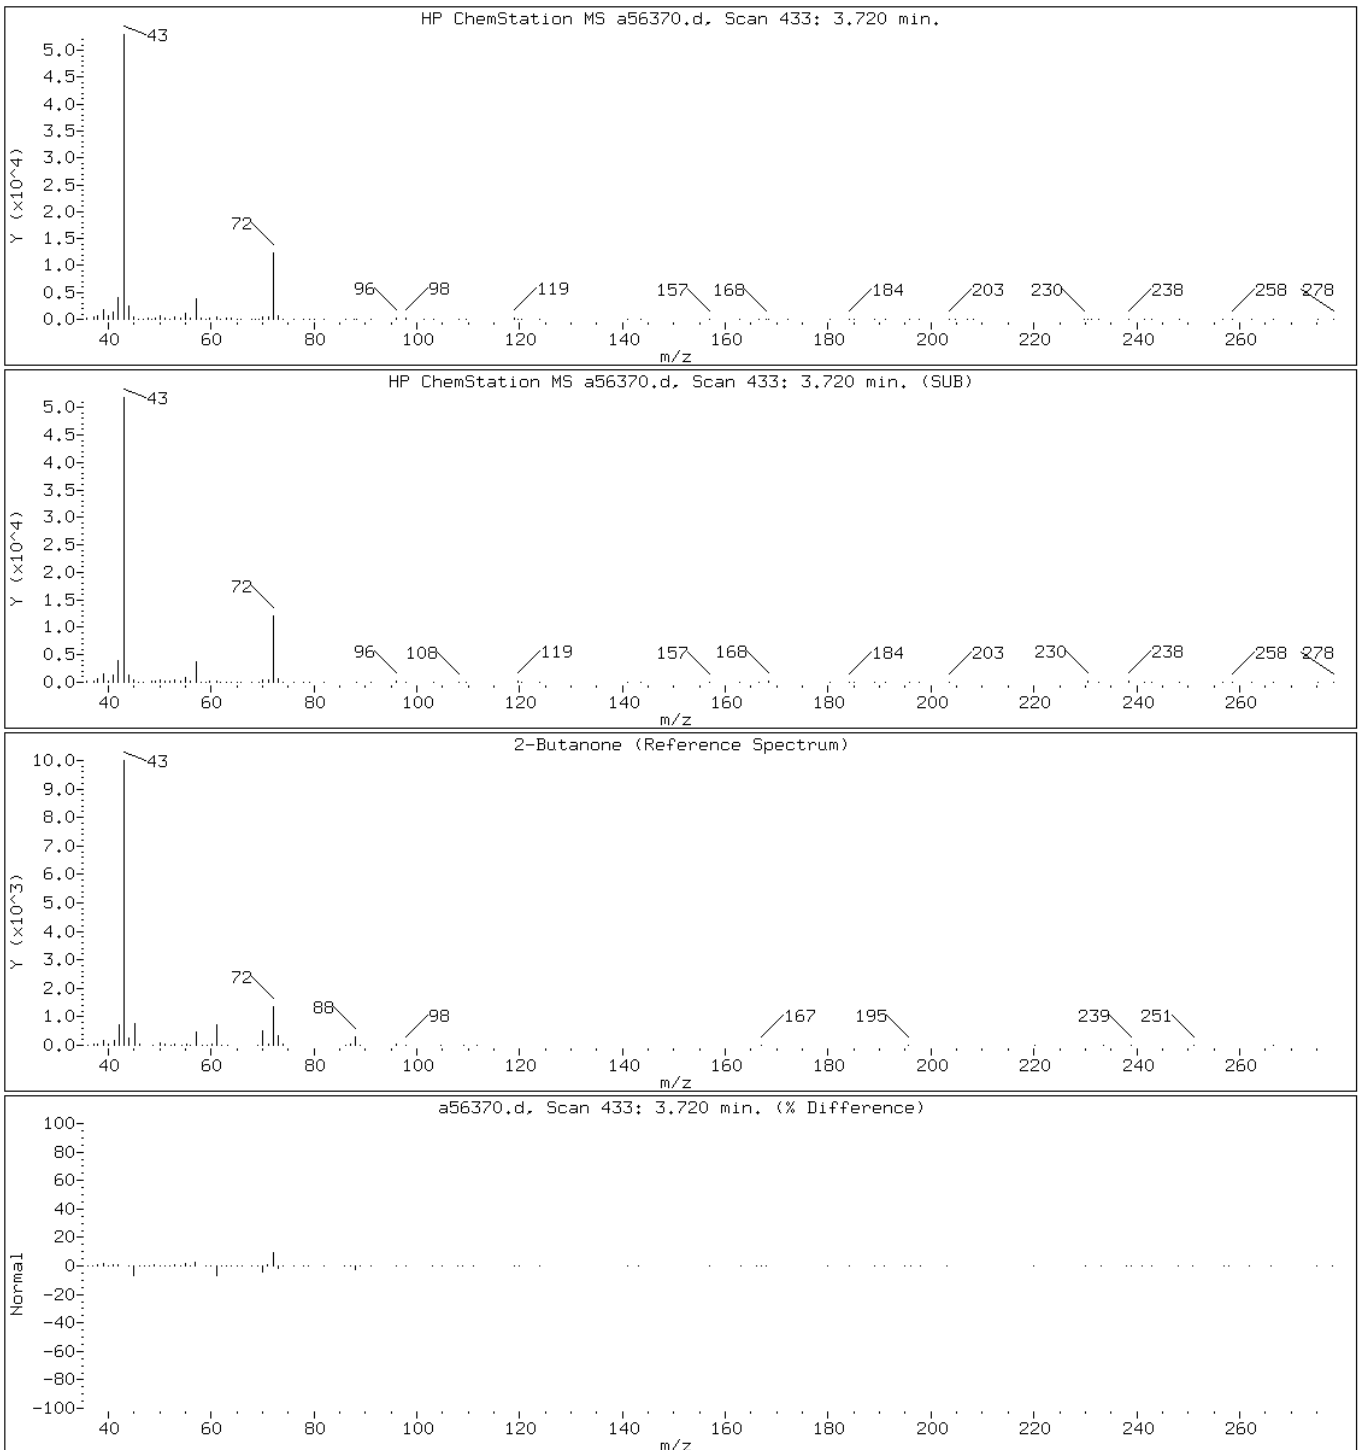 HP ChemStation MS a56370.d, Scan 433: 3.720 min.
43
5.0
4.5
4.0
3.5
3.0
2.5
2.0
1.5
1.0
0.5
0.0
Y (x10^4)
72
96 98 119 157 168 184 203 230 238 258 278
40 60 80 100 120 140 160 180 200 220 240 260
m/z
HP ChemStation MS a56370.d, Scan 433: 3.720 min. (SUB)
43
5.0
4.5
4.0
3.5
3.0
2.5
2.0
1.5
1.0
0.5
0.0
Y (x10^4)
72
96 108 119 157 168 184 203 230 238 258 278
40 60 80 100 120 140 160 180 200 220 240 260
m/z
2-Butanone (Reference Spectrum)
43
10.0
9.0
8.0
7.0
6.0
5.0
4.0
3.0
2.0
1.0
0.0
Y (x10^3)
72
88 98 167 195 239 251
40 60 80 100 120 140 160 180 200 220 240 260
m/z
a56370.d, Scan 433: 3.720 min. (% Difference)
100
80
60
40
20
0
-20
-40
-60
-80
-100
Normal
40 60 80 100 120 140 160 180 200 220 240 260
m/z